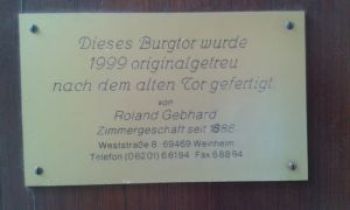 Dieses Burgtor wurde
1999 originalgetreu
nach dem alten Tor gefertigt.
von
Roland Gebhard
Zimmergeschäft seit 1886
Weststraße 8 · 69469 Weinheim
Telefon (06201) 66194 · Fax 68894